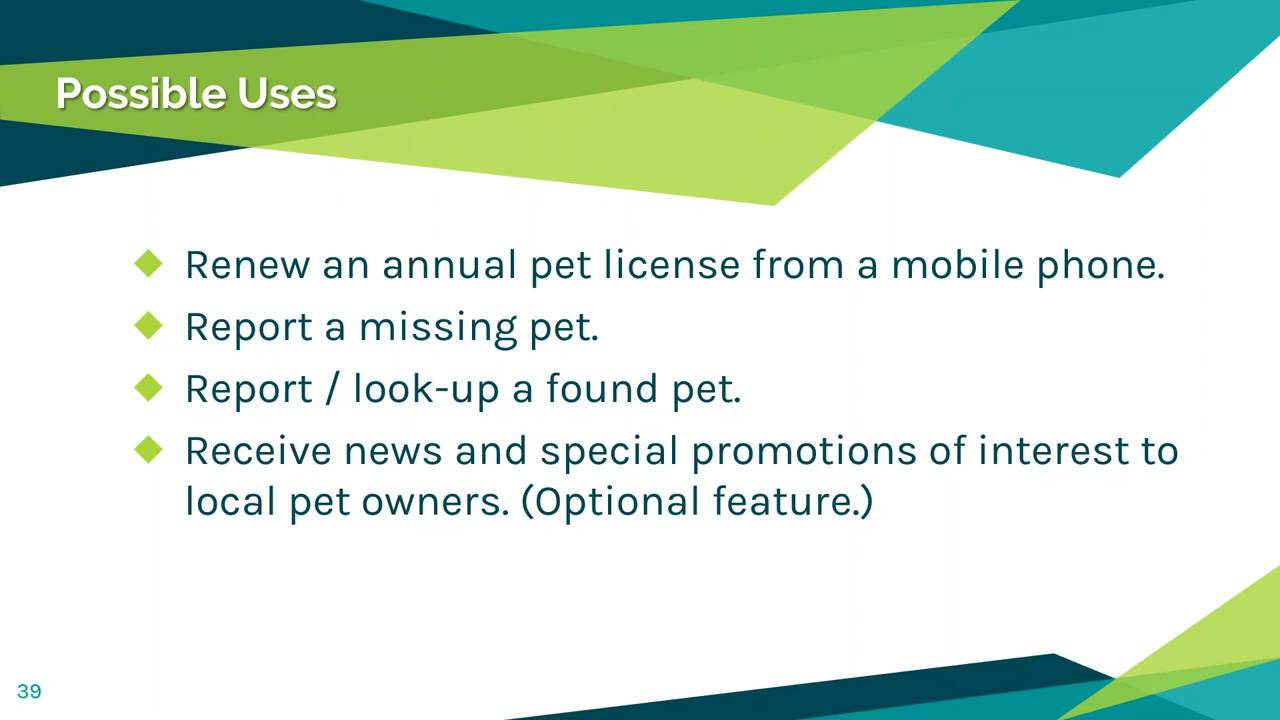 Possible Uses
Renew an annual pet license from a mobile phone.
Report a missing pet.
Report / look-up a found pet.
Receive news and special promotions of interest to
local pet owners. (Optional feature.)
39